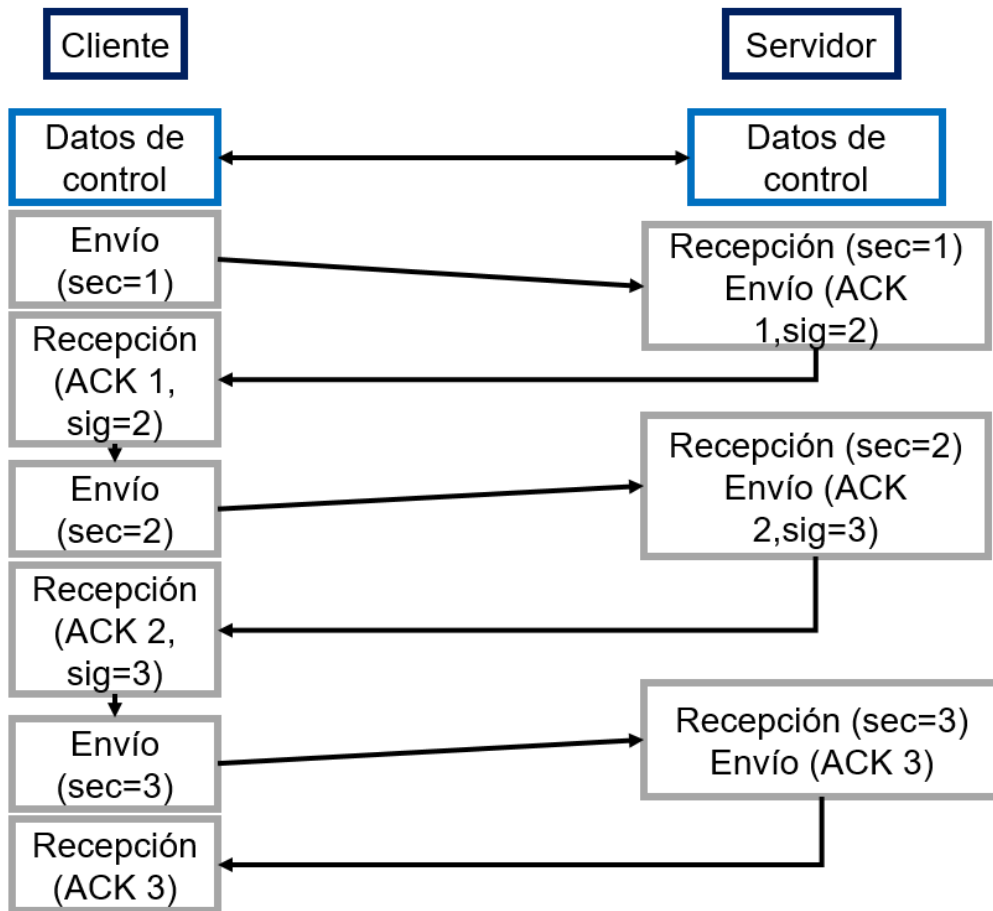 Cliente
Servidor
Datos de
control
Datos de
control
Envío
(sec=1)
Recepción (sec=1)
Envío (ACK
1,sig=2)
Recepción
(ACK 1,
sig=2)
Envío
(sec=2)
Recepción (sec=2)
Envío (ACK
2,sig=3)
Recepción
(ACK 2,
sig=3)
Envío
(sec=3)
Recepción (sec=3)
Envío (ACK 3)
Recepción
(ACK 3)